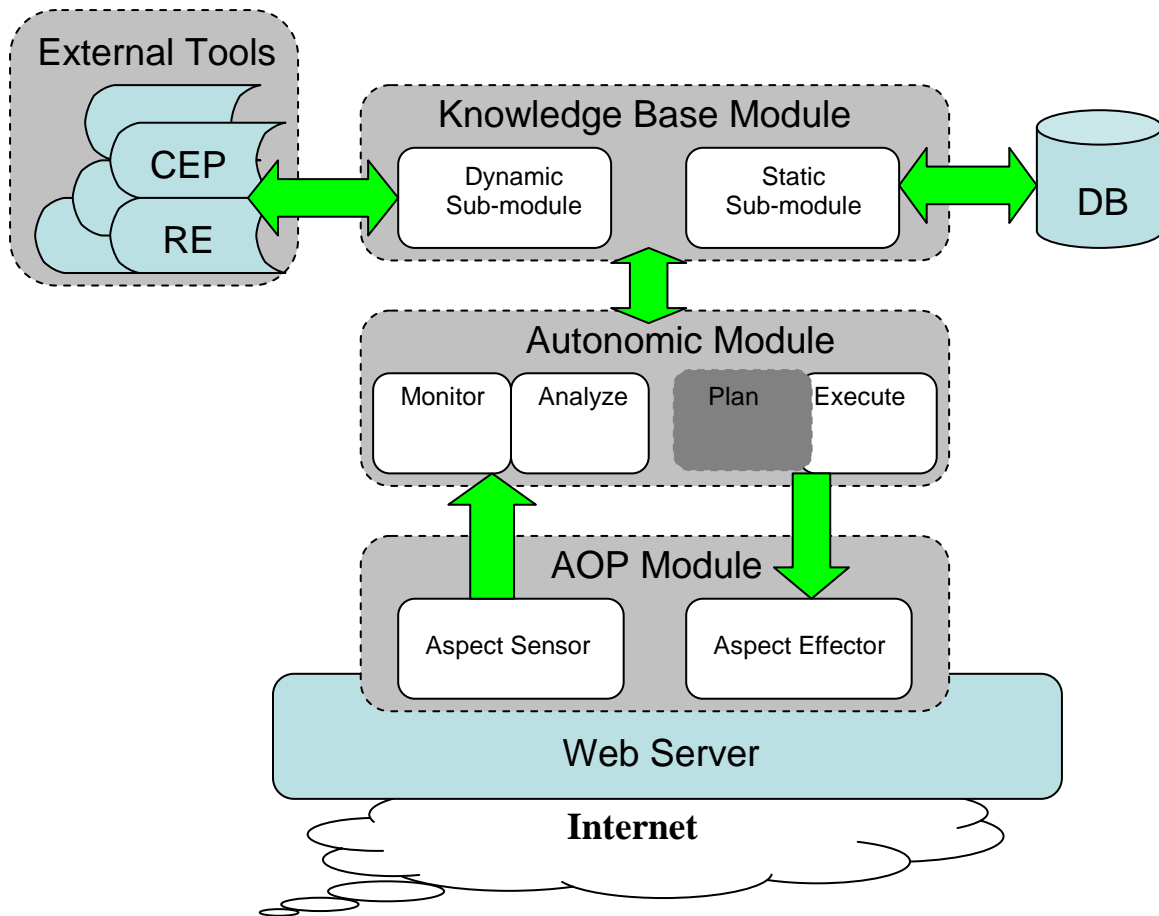 External Tools
CEP
RE
Knowledge Base Module
Dynamic
Sub-module
Static
Sub-module
DB
Autonomic Module
Monitor
Analyze
Plan
Execute
AOP Module
Aspect Sensor
Aspect Effector
Web Server
Internet